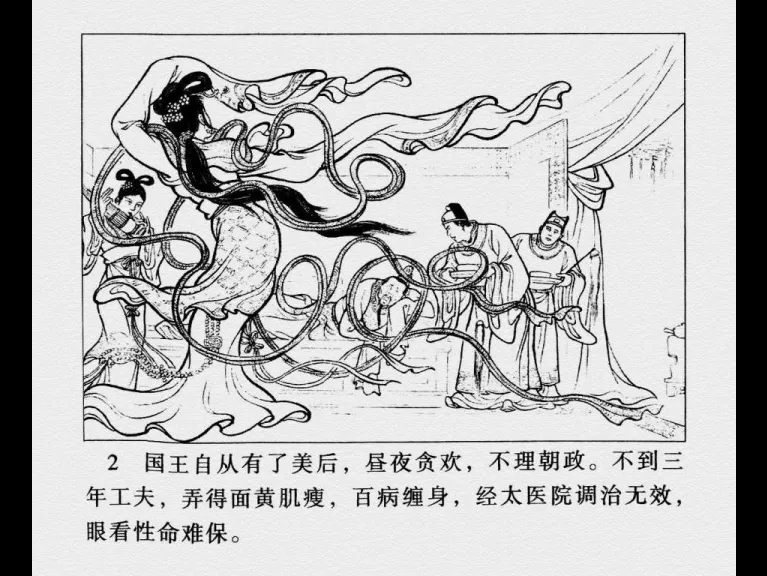 2 国王自从有了美后，昼夜贪欢，不理朝政。不到三
年工夫，弄得面黄肌瘦，百病缠身，经太医院调治无效，
眼看性命难保。